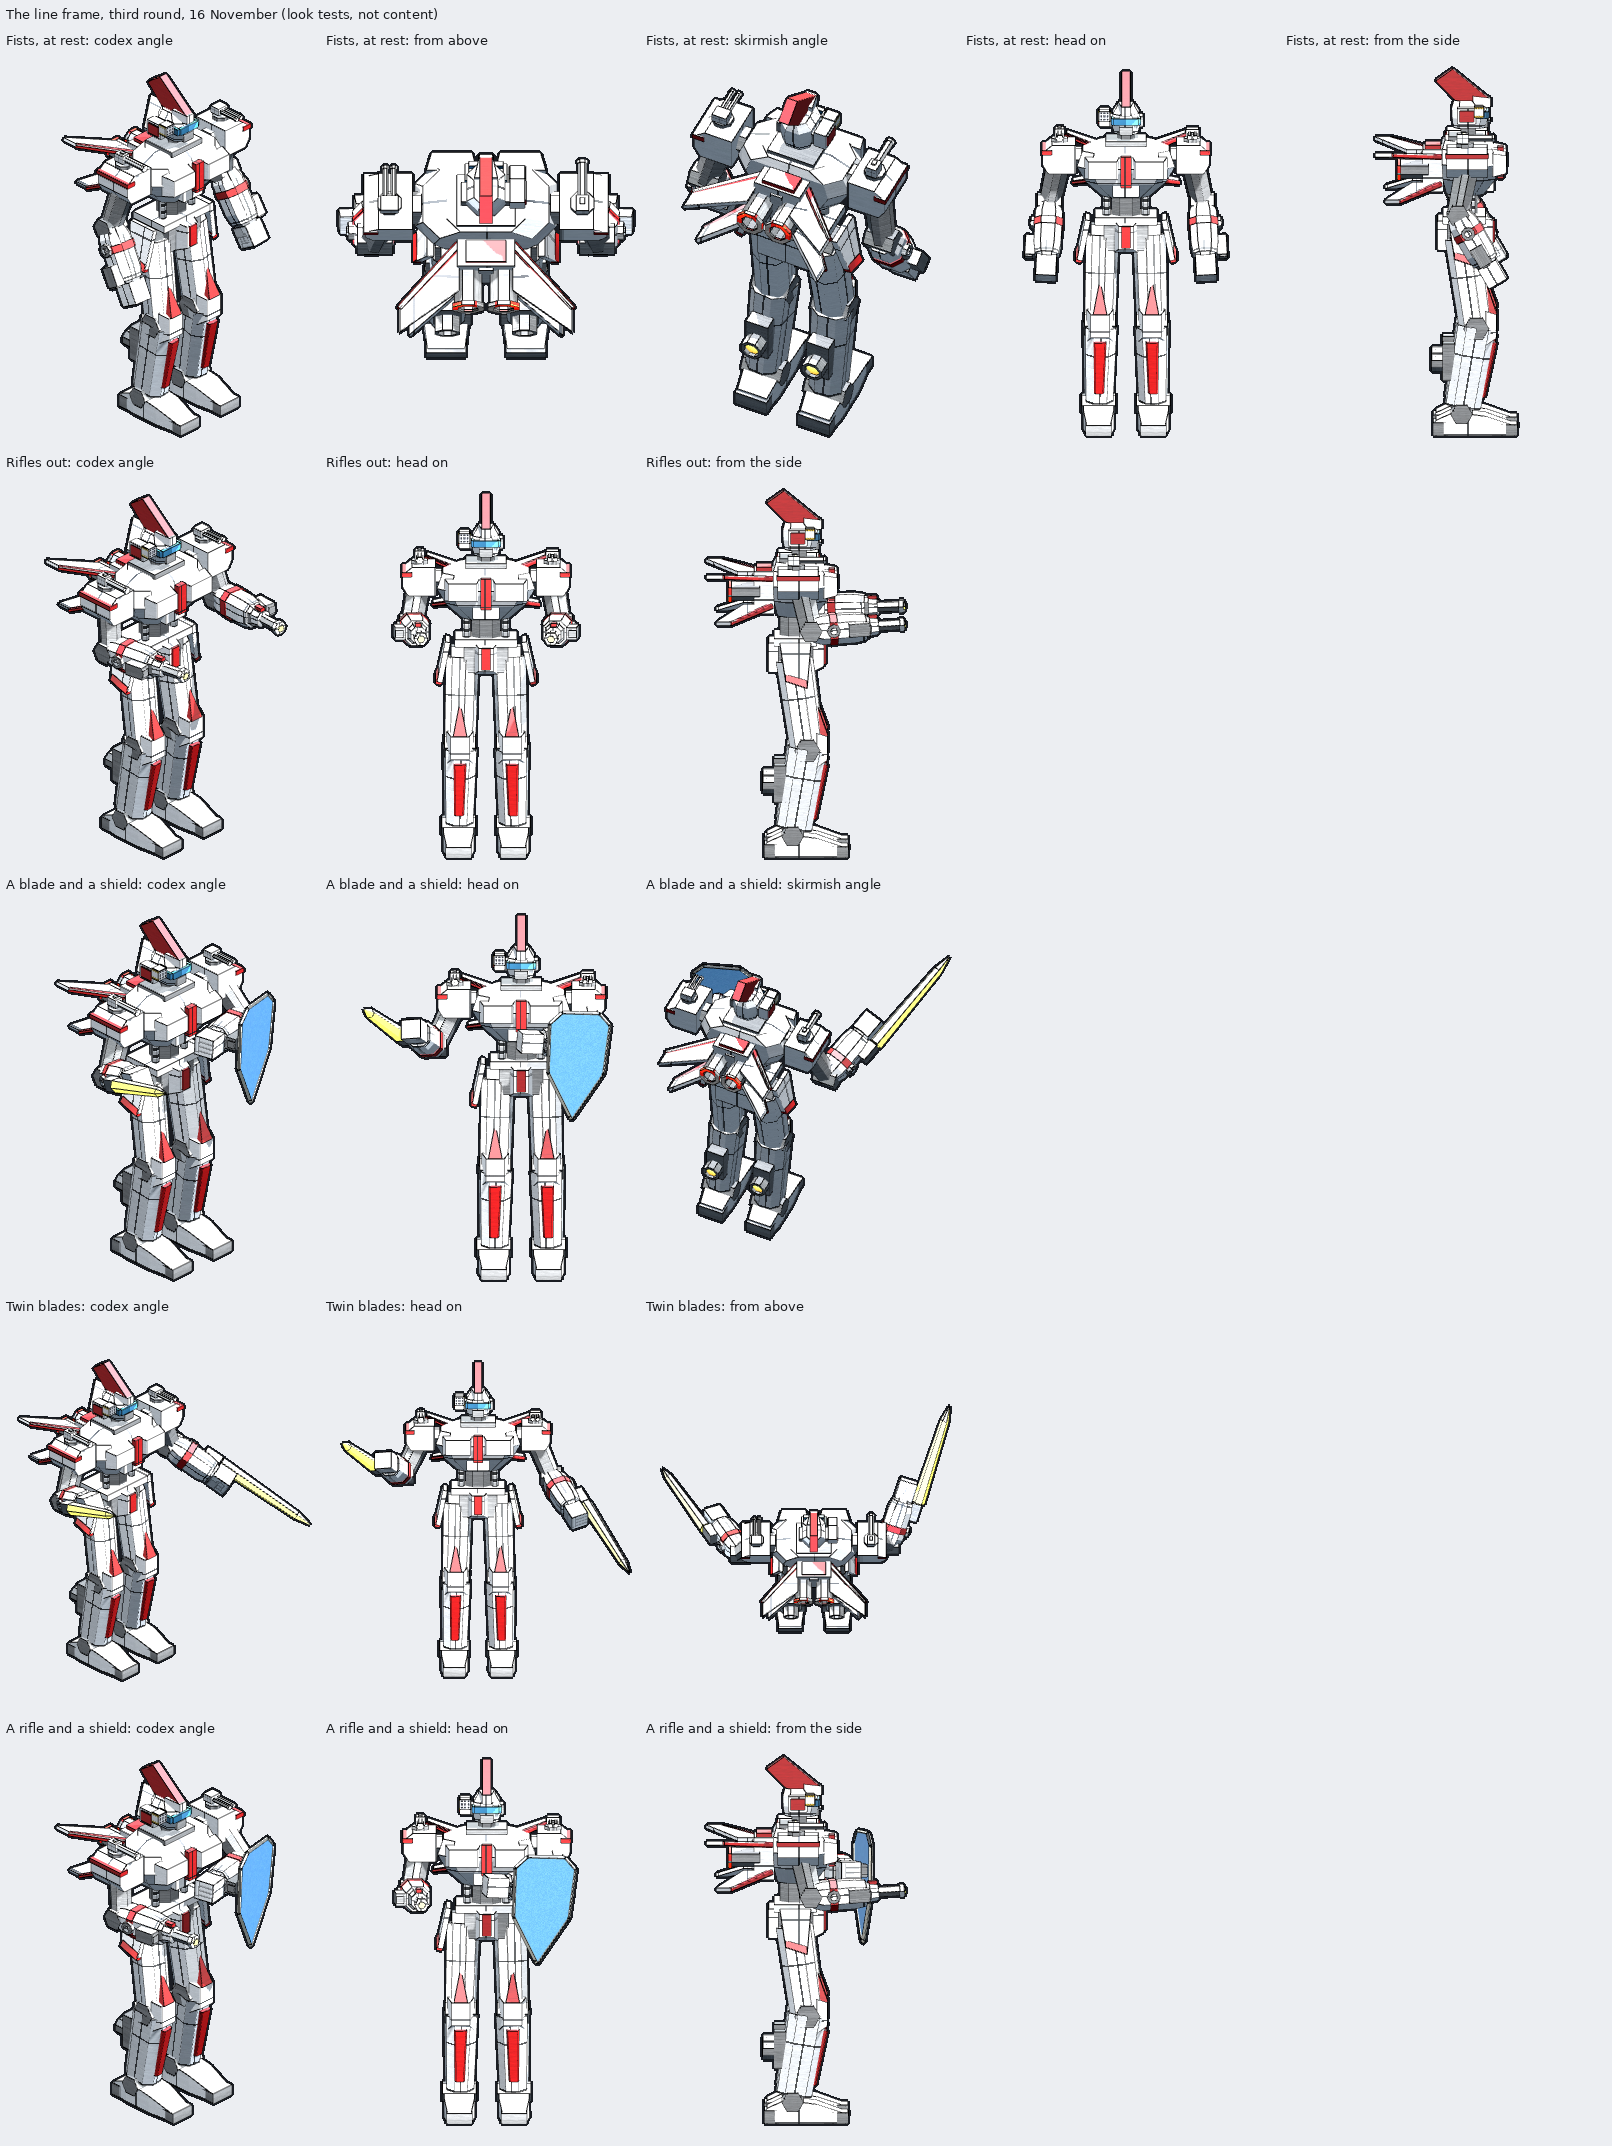 The line frame, third round, 16 November (look tests, not content)
Fists, at rest: codex angle
Fists, at rest: from above
Fists, at rest: skirmish angle
Fists, at rest: head on
Fists, at rest: from the side
Rifles out: codex angle
Rifles out: head on
Rifles out: from the side
A blade and a shield: codex angle
A blade and a shield: head on
A blade and a shield: skirmish angle
Twin blades: codex angle
Twin blades: head on
Twin blades: from above
A rifle and a shield: codex angle
A rifle and a shield: head on
A rifle and a shield: from the side